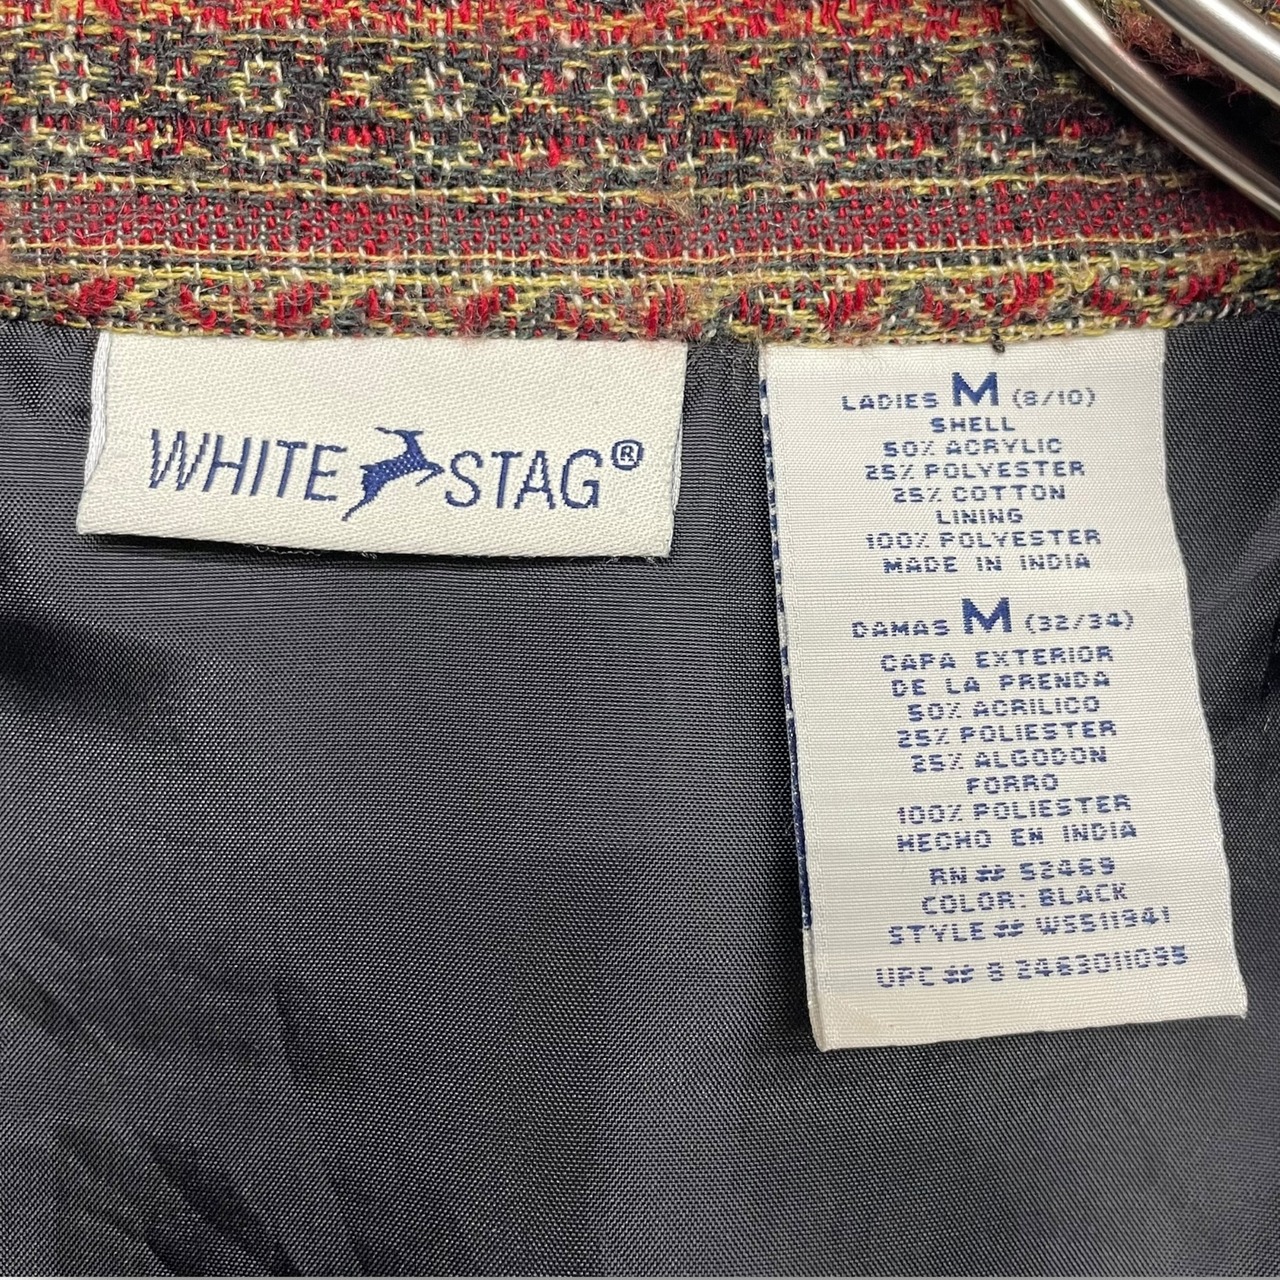 WHITE STAG®
LADIES M (8/10)
SHELL
50% ACRYLIC
25% POLYESTER
25% COTTON
LINING
100% POLYESTER
MADE IN INDIA
DAMAS M (32/34)
CAPA EXTERIOR
DE LA PRENDA
50% ACRILICO
25% POLIESTER
25% ALGODON
FORRO
100% POLIESTER
HECHO EN INDIA
RN# 52469
COLOR: BLACK
STYLE# WS511941
UPC #